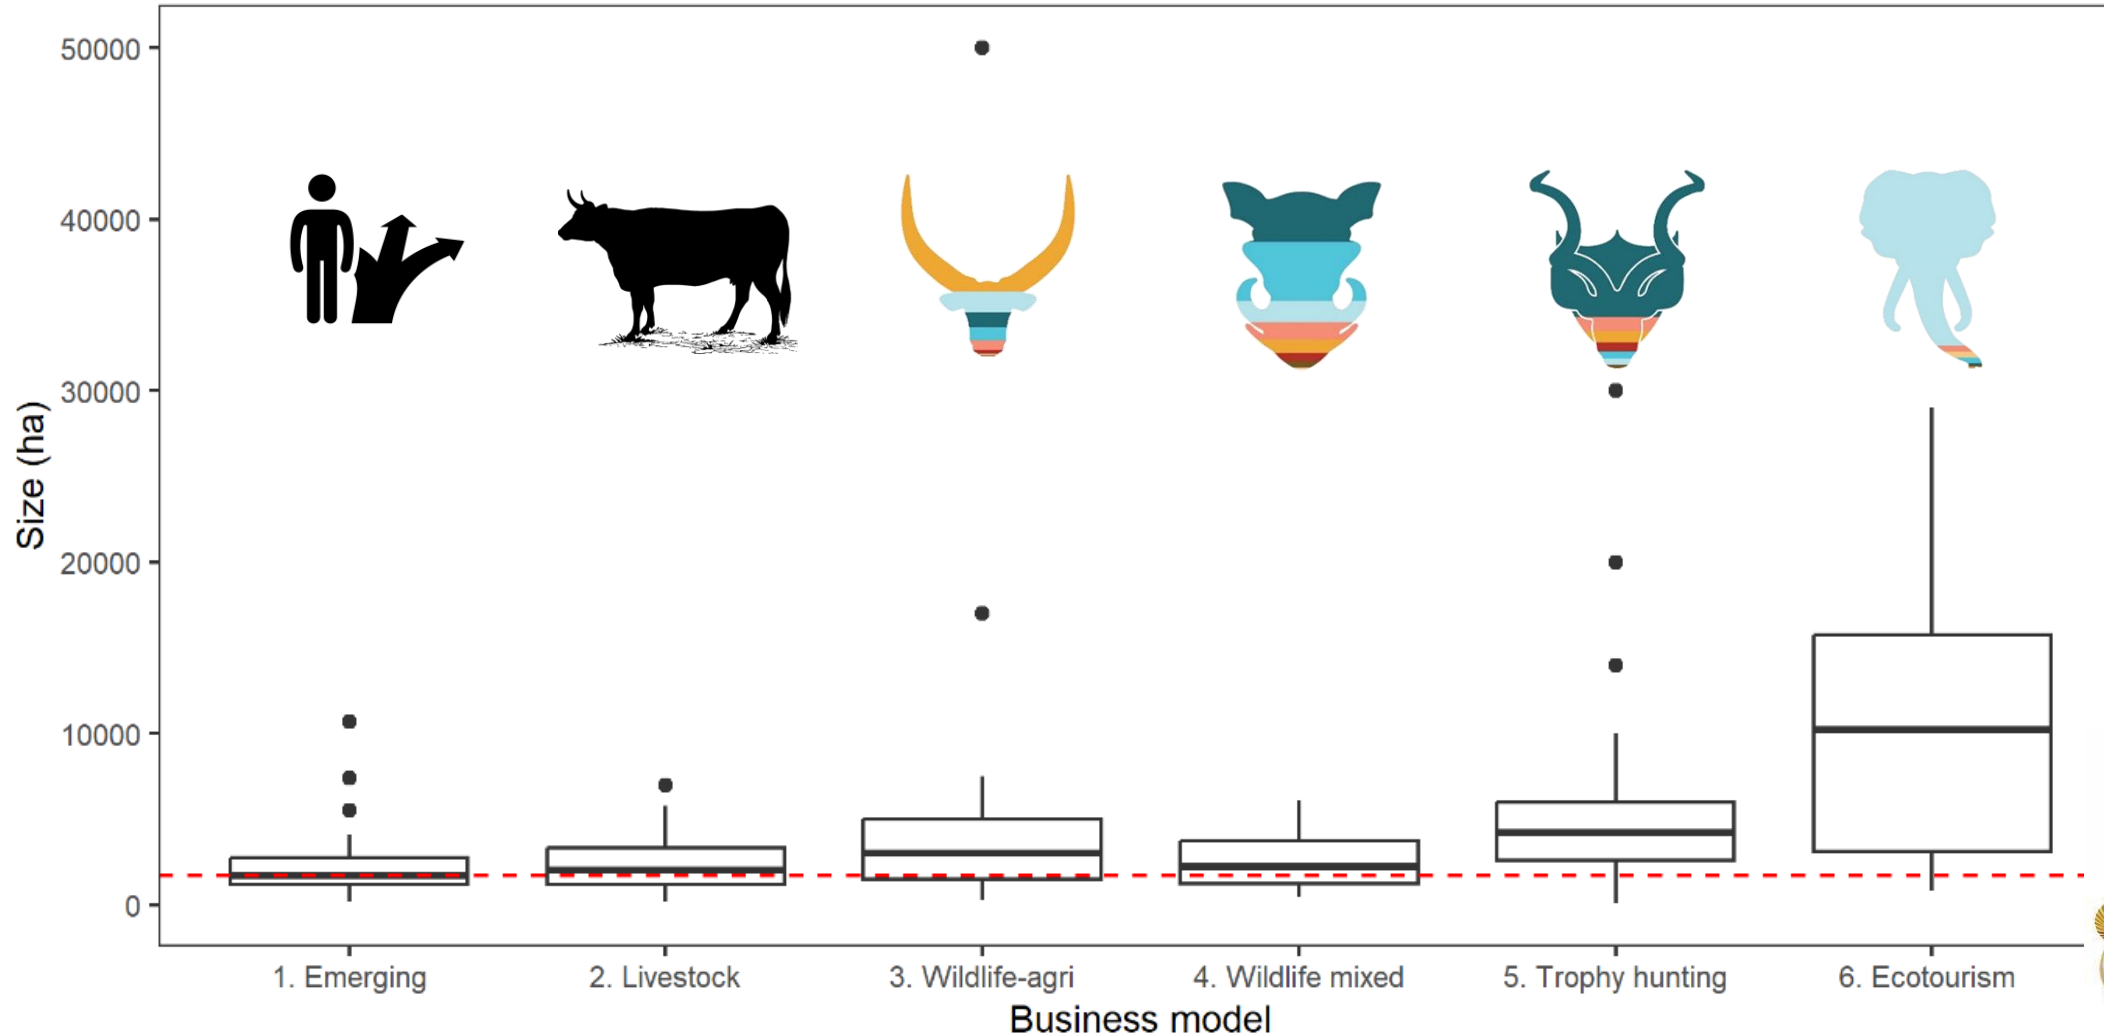 50000
40000
30000
20000
10000
0
Size (ha)
1. Emerging
2. Livestock
3. Wildlife-agri
4. Wildlife mixed
5. Trophy hunting
6. Ecotourism
Business model